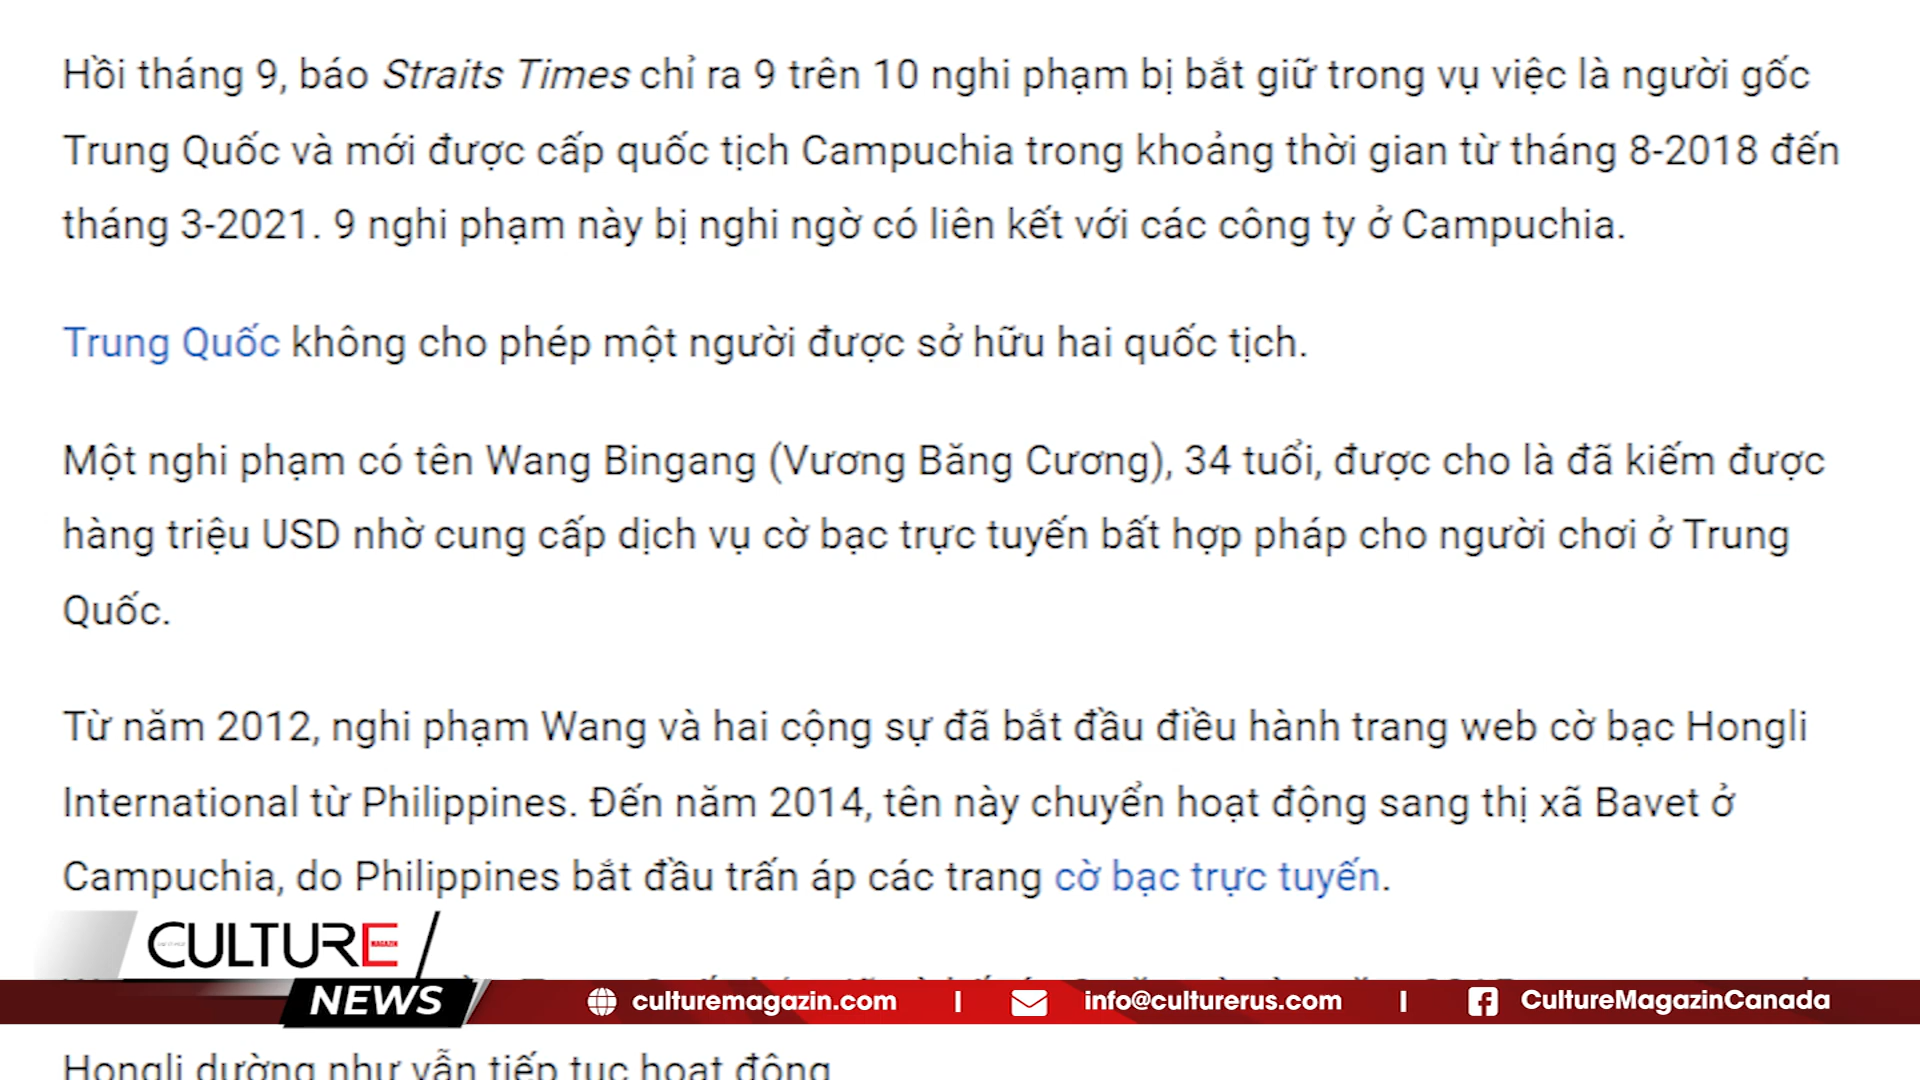 Hồi tháng 9, báo Straits Times chỉ ra 9 trên 10 nghi phạm bị bắt giữ trong vụ việc là người gốc
Trung Quốc và mới được cấp quốc tịch Campuchia trong khoảng thời gian từ tháng 8-2018 đến
tháng 3-2021. 9 nghi phạm này bị nghi ngờ có liên kết với các công ty ở Campuchia.
Trung Quốc không cho phép một người được sở hữu hai quốc tịch.
Một nghi phạm có tên Wang Bingang (Vương Băng Cương), 34 tuổi, được cho là đã kiếm được
hàng triệu USD nhờ cung cấp dịch vụ cờ bạc trực tuyến bất hợp pháp cho người chơi ở Trung
Quốc.
Từ năm 2012, nghi phạm Wang và hai cộng sự đã bắt đầu điều hành trang web cờ bạc Hongli
International từ Philippines. Đến năm 2014, tên này chuyển hoạt động sang thị xã Bavet ở
Campuchia, do Philippines bắt đầu trấn áp các trang cờ bạc trực tuyến.
CULTURE
MAGAZIN
NEWS
culturemagazin.com | info@culturerus.com | CultureMagazinCanada
Hongli dường như vẫn tiếp tục hoạt động